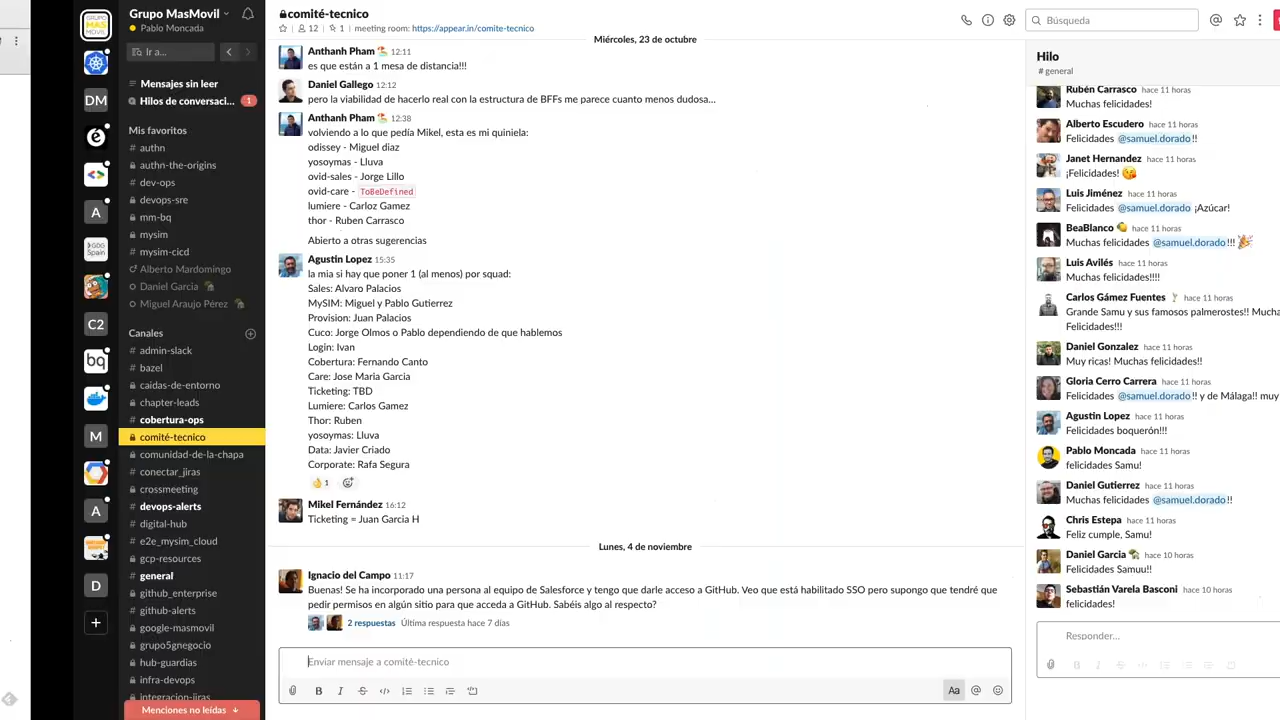 Grupo MasMovil
Pablo Moncada
Ir a...
Mensajes sin leer
Hilos de conversaci... 1
Mis favoritos
# authn
authn-the-origins
# dev-ops
devops-sre
mm-bq
mysim
mysim-cicd
Alberto Mardomingo
Daniel Garcia
Miguel Araujo Pérez
Canales
# admin-slack
# bazel
caidas-de-entorno
chapter-leads
cobertura-ops
comité-tecnico
# comunidad-de-la-chapa
# conectar_jiras
crossmeeting
# devops-alerts
# digital-hub
# e2e_mysim_cloud
# gcp-resources
# general
# github_enterprise
# github-alerts
# google-masmovil
# grupo5gnegocio
# hub-guardias
# infra-devops
# integracion-jiras
Menciones no leídas ↓
GRUPO MAS MOVIL
DM
A
GDG Spain
C2
bq
M
A
D
+
comité-tecnico
12 | 1 | meeting room: https://appear.in/comite-tecnico
Búsqueda
Miércoles, 23 de octubre
Anthanh Pham 12:11
es que están a 1 mesa de distancia!!!
Daniel Gallego 12:12
pero la viabilidad de hacerlo real con la estructura de BFFs me parece cuanto menos dudosa...
Anthanh Pham 12:38
volviendo a lo que pedía Mikel, esta es mi quiniela:
odissey - Miguel diaz
yosoymas - Lluva
ovid-sales - Jorge Lillo
ovid-care - ToBeDefined
lumiere - Carloz Gamez
thor - Ruben Carrasco
Abierto a otras sugerencias
Agustin Lopez 15:35
la mia si hay que poner 1 (al menos) por squad:
Sales: Alvaro Palacios
MySIM: Miguel y Pablo Gutierrez
Provision: Juan Palacios
Cuco: Jorge Olmos o Pablo dependiendo de que hablemos
Login: Ivan
Cobertura: Fernando Canto
Care: Jose Maria Garcia
Ticketing: TBD
Lumiere: Carlos Gamez
Thor: Ruben
yosoymas: Lluva
Data: Javier Criado
Corporate: Rafa Segura
👌 1
Mikel Fernández 16:12
Ticketing = Juan Garcia H
Lunes, 4 de noviembre
Ignacio del Campo 11:17
Buenas! Se ha incorporado una persona al equipo de Salesforce y tengo que darle acceso a GitHub. Veo que está habilitado SSO pero supongo que tendré que
pedir permisos en algún sitio para que acceda a GitHub. Sabéis algo al respecto?
2 respuestas Última respuesta hace 7 días
Enviar mensaje a comité-tecnico
B I Aa @
Hilo
# general
Rubén Carrasco hace 11 horas
Muchas felicidades!
Alberto Escudero hace 11 horas
Felicidades @samuel.dorado!!
Janet Hernandez hace 11 horas
¡Felicidades! 😘
Luis Jiménez hace 11 horas
Felicidades @samuel.dorado ¡Azúcar!
BeaBlanco hace 11 horas
Muchas felicidades @samuel.dorado!!! 🎉
Luis Avilés hace 11 horas
Muchas felicidades!!!!
Carlos Gámez Fuentes hace 11 horas
Grande Samu y sus famosos palmerostes!! Mucha
Felicidades!!!
Daniel Gonzalez hace 11 horas
Muy ricas! Muchas felicidades!!
Gloria Cerro Carrera hace 11 horas
Felicidades @samuel.dorado!! y de Málaga!! muy
Agustin Lopez hace 11 horas
Felicidades boquerón!!!
Pablo Moncada hace 11 horas
felicidades Samu!
Daniel Gutierrez hace 11 horas
Muchas felicidades @samuel.dorado!!
Chris Estepa hace 11 horas
Feliz cumple, Samu!
Daniel Garcia hace 10 horas
Felicidades Samuu!!
Sebastián Varela Basconi hace 10 horas
felicidades!
Responder...
B I